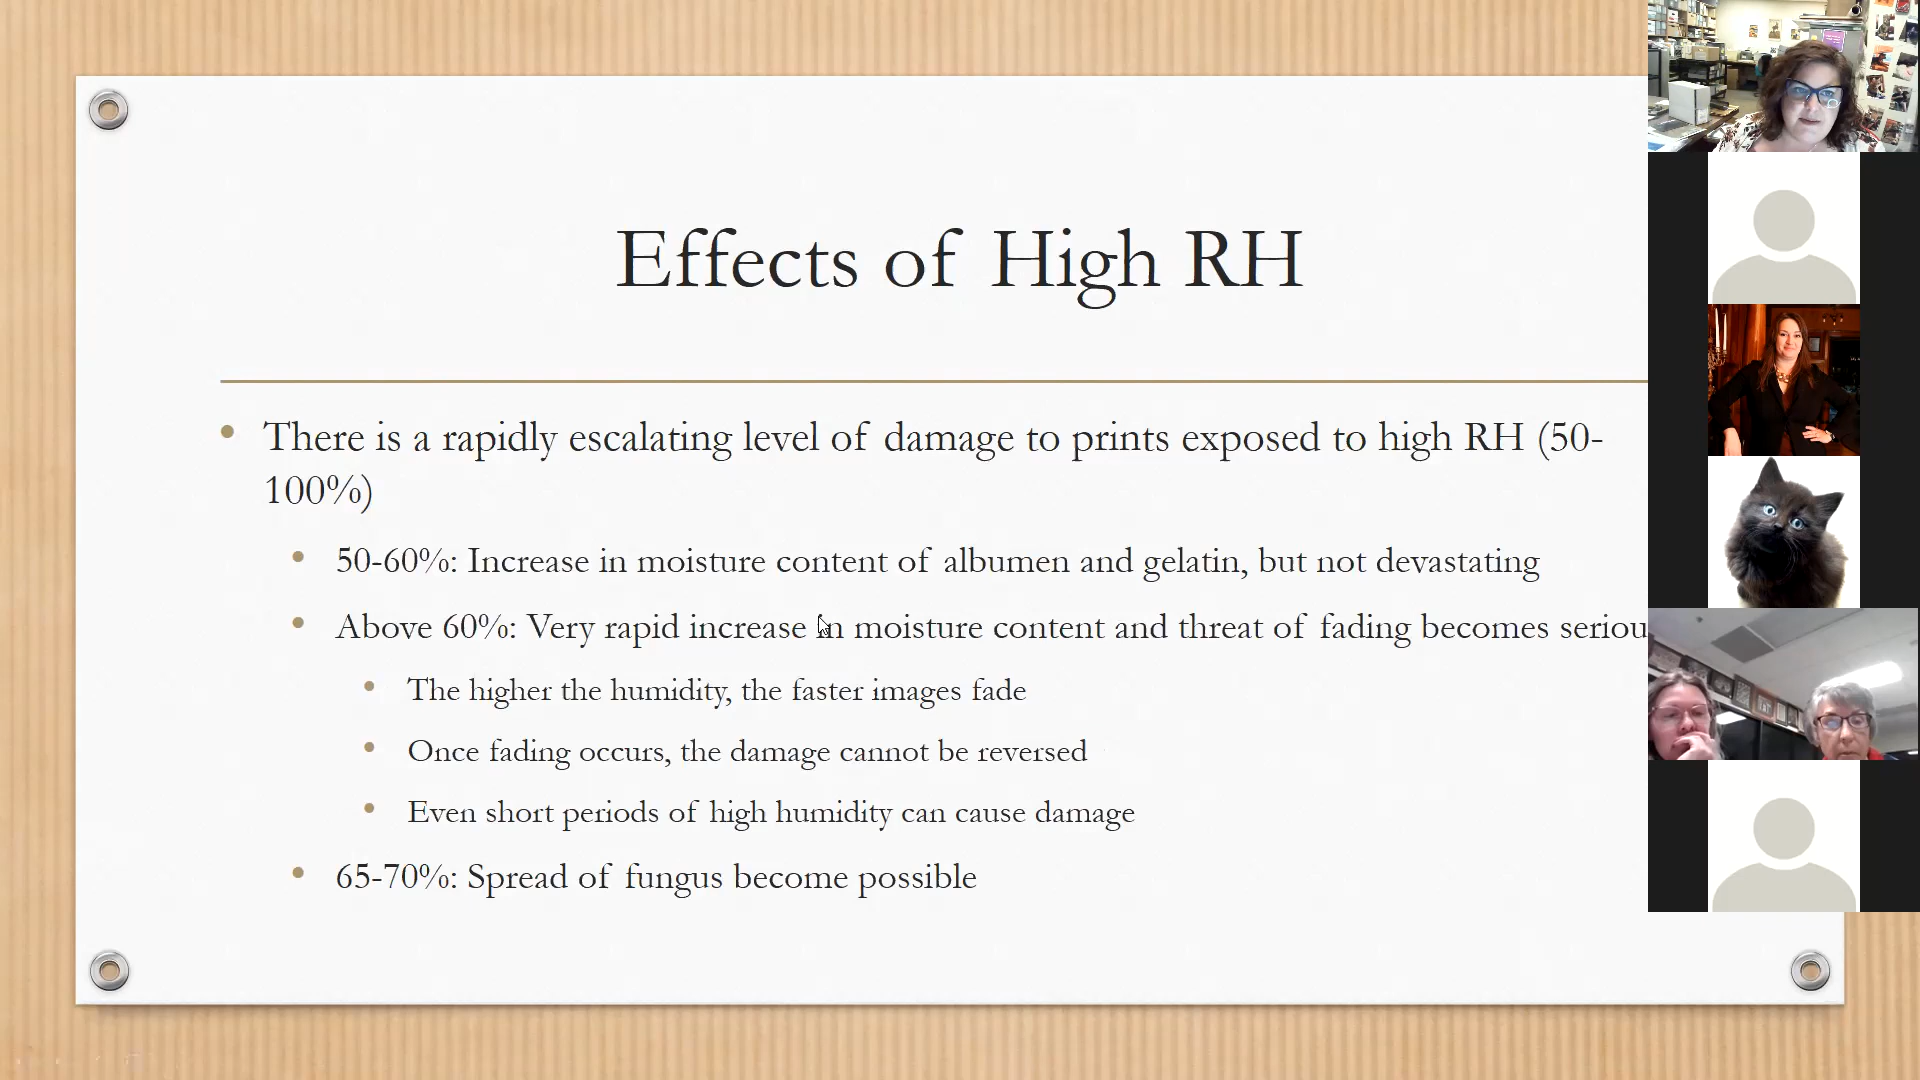 Effects of High RH
There is a rapidly escalating level of damage to prints exposed to high RH (50-
100%)
50-60%: Increase in moisture content of albumen and gelatin, but not devastating
Above 60%: Very rapid increase in moisture content and threat of fading becomes seriou
The higher the humidity, the faster images fade
Once fading occurs, the damage cannot be reversed
Even short periods of high humidity can cause damage
65-70%: Spread of fungus become possible